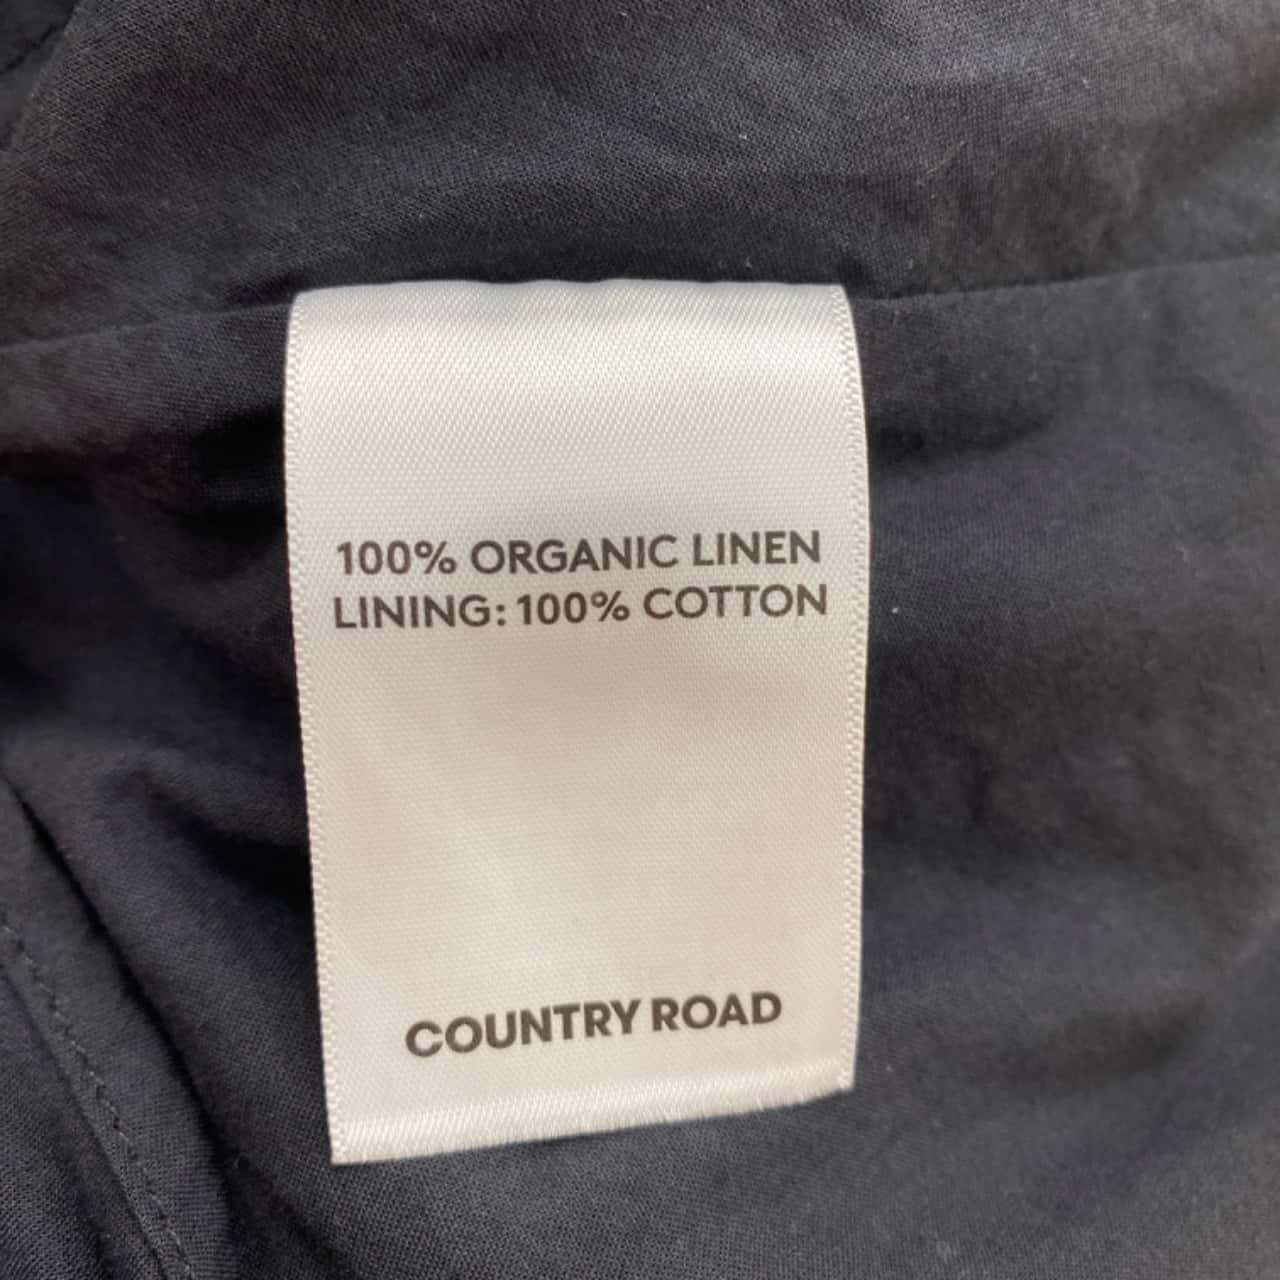 100% ORGANIC LINEN
LINING: 100% COTTON
COUNTRY ROAD